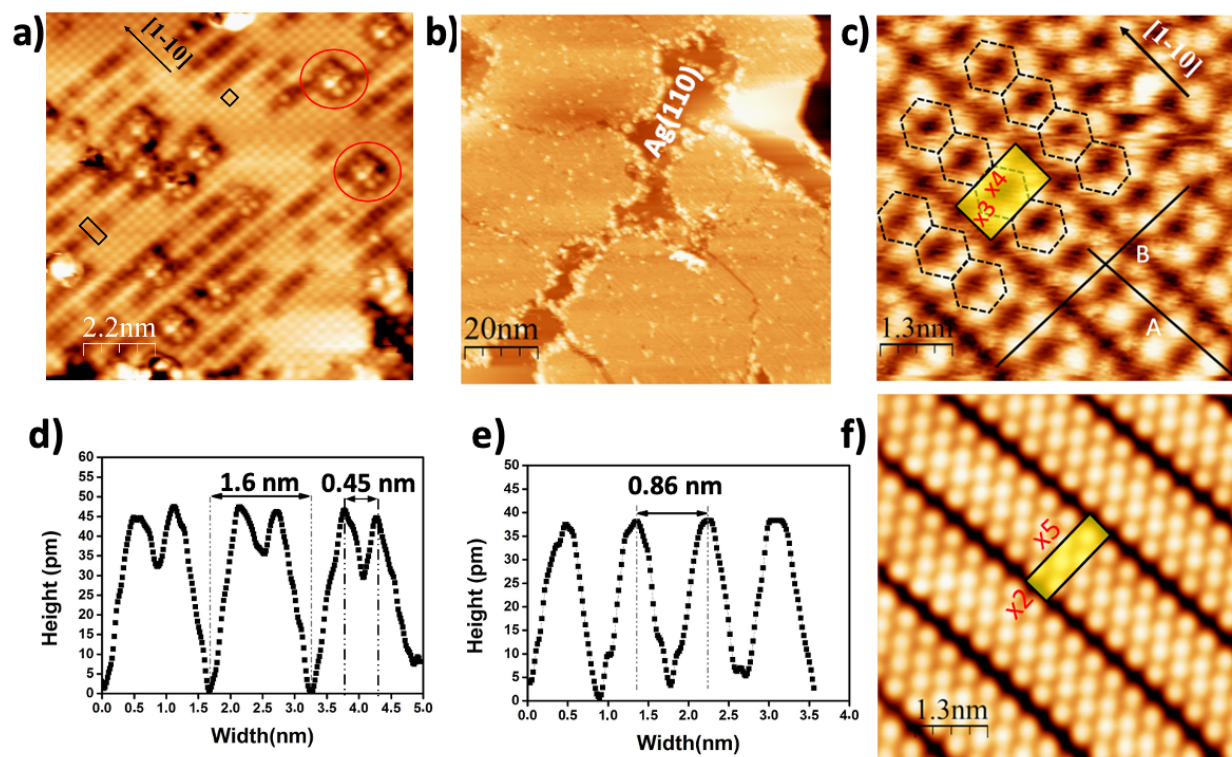 a)
[1-10]
2.2nm
b)
Ag(110)
20nm
c)
[1-10]
x3 x4
B
A
1.3nm
d)
60
55
50
45
40
35
30
25
20
15
10
5
0
Height (pm)
1.6 nm
0.45 nm
0.0 0.5 1.0 1.5 2.0 2.5 3.0 3.5 4.0 4.5 5.0
Width(nm)
e)
50
45
40
35
30
25
20
15
10
5
0
Height (pm)
0.86 nm
0.0 0.5 1.0 1.5 2.0 2.5 3.0 3.5 4.0
Width(nm)
f)
x5
x2
1.3nm